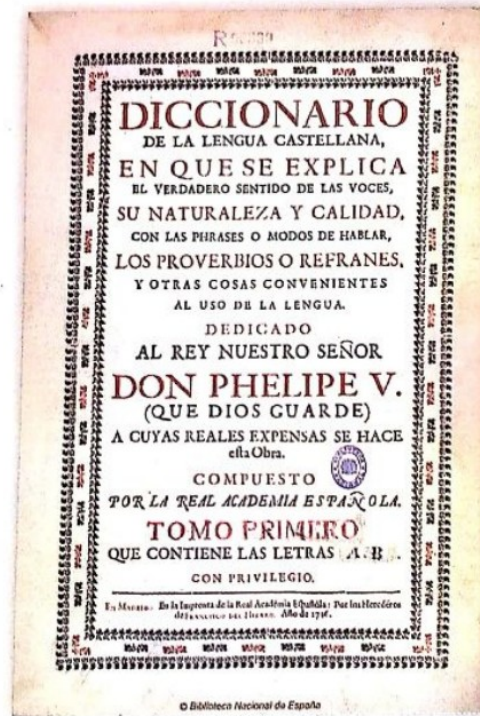 DICCIONARIO
DE LA LENGUA CASTELLANA,
EN QUE SE EXPLICA
EL VERDADERO SENTIDO DE LAS VOCES,
SU NATURALEZA Y CALIDAD,
CON LAS PHRASES O MODOS DE HABLAR,
LOS PROVERBIOS O REFRANES,
Y OTRAS COSAS CONVENIENTES
AL USO DE LA LENGUA.
DEDICADO
AL REY NUESTRO SEÑOR
DON PHELIPE V.
(QUE DIOS GUARDE)
A CUYAS REALES EXPENSAS SE HACE
esta Obra.
COMPUESTO
POR LA REAL ACADEMIA ESPAÑOLA.
TOMO PRIMERO
QUE CONTIENE LAS LETRAS A.B.
CON PRIVILEGIO.
En MADRID. En la Imprenta de la Real Académia Españóla: Por los Heredéros
de FRANCISCO DEL HIERRO. Año de 1726.
© Biblioteca Nacional de España